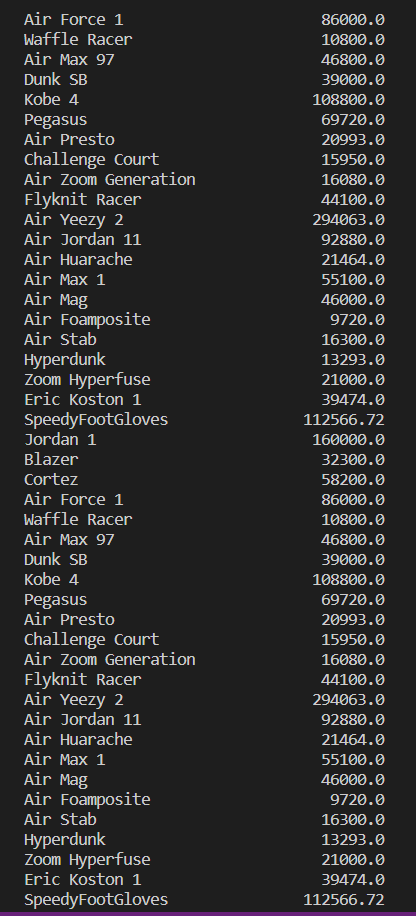 Air Force 1 86000.0
Waffle Racer 10800.0
Air Max 97 46800.0
Dunk SB 39000.0
Kobe 4 108800.0
Pegasus 69720.0
Air Presto 20993.0
Challenge Court 15950.0
Air Zoom Generation 16080.0
Flyknit Racer 44100.0
Air Yeezy 2 294063.0
Air Jordan 11 92880.0
Air Huarache 21464.0
Air Max 1 55100.0
Air Mag 46000.0
Air Foamposite 9720.0
Air Stab 16300.0
Hyperdunk 13293.0
Zoom Hyperfuse 21000.0
Eric Koston 1 39474.0
SpeedyFootGloves 112566.72
Jordan 1 160000.0
Blazer 32300.0
Cortez 58200.0
Air Force 1 86000.0
Waffle Racer 10800.0
Air Max 97 46800.0
Dunk SB 39000.0
Kobe 4 108800.0
Pegasus 69720.0
Air Presto 20993.0
Challenge Court 15950.0
Air Zoom Generation 16080.0
Flyknit Racer 44100.0
Air Yeezy 2 294063.0
Air Jordan 11 92880.0
Air Huarache 21464.0
Air Max 1 55100.0
Air Mag 46000.0
Air Foamposite 9720.0
Air Stab 16300.0
Hyperdunk 13293.0
Zoom Hyperfuse 21000.0
Eric Koston 1 39474.0
SpeedyFootGloves 112566.72